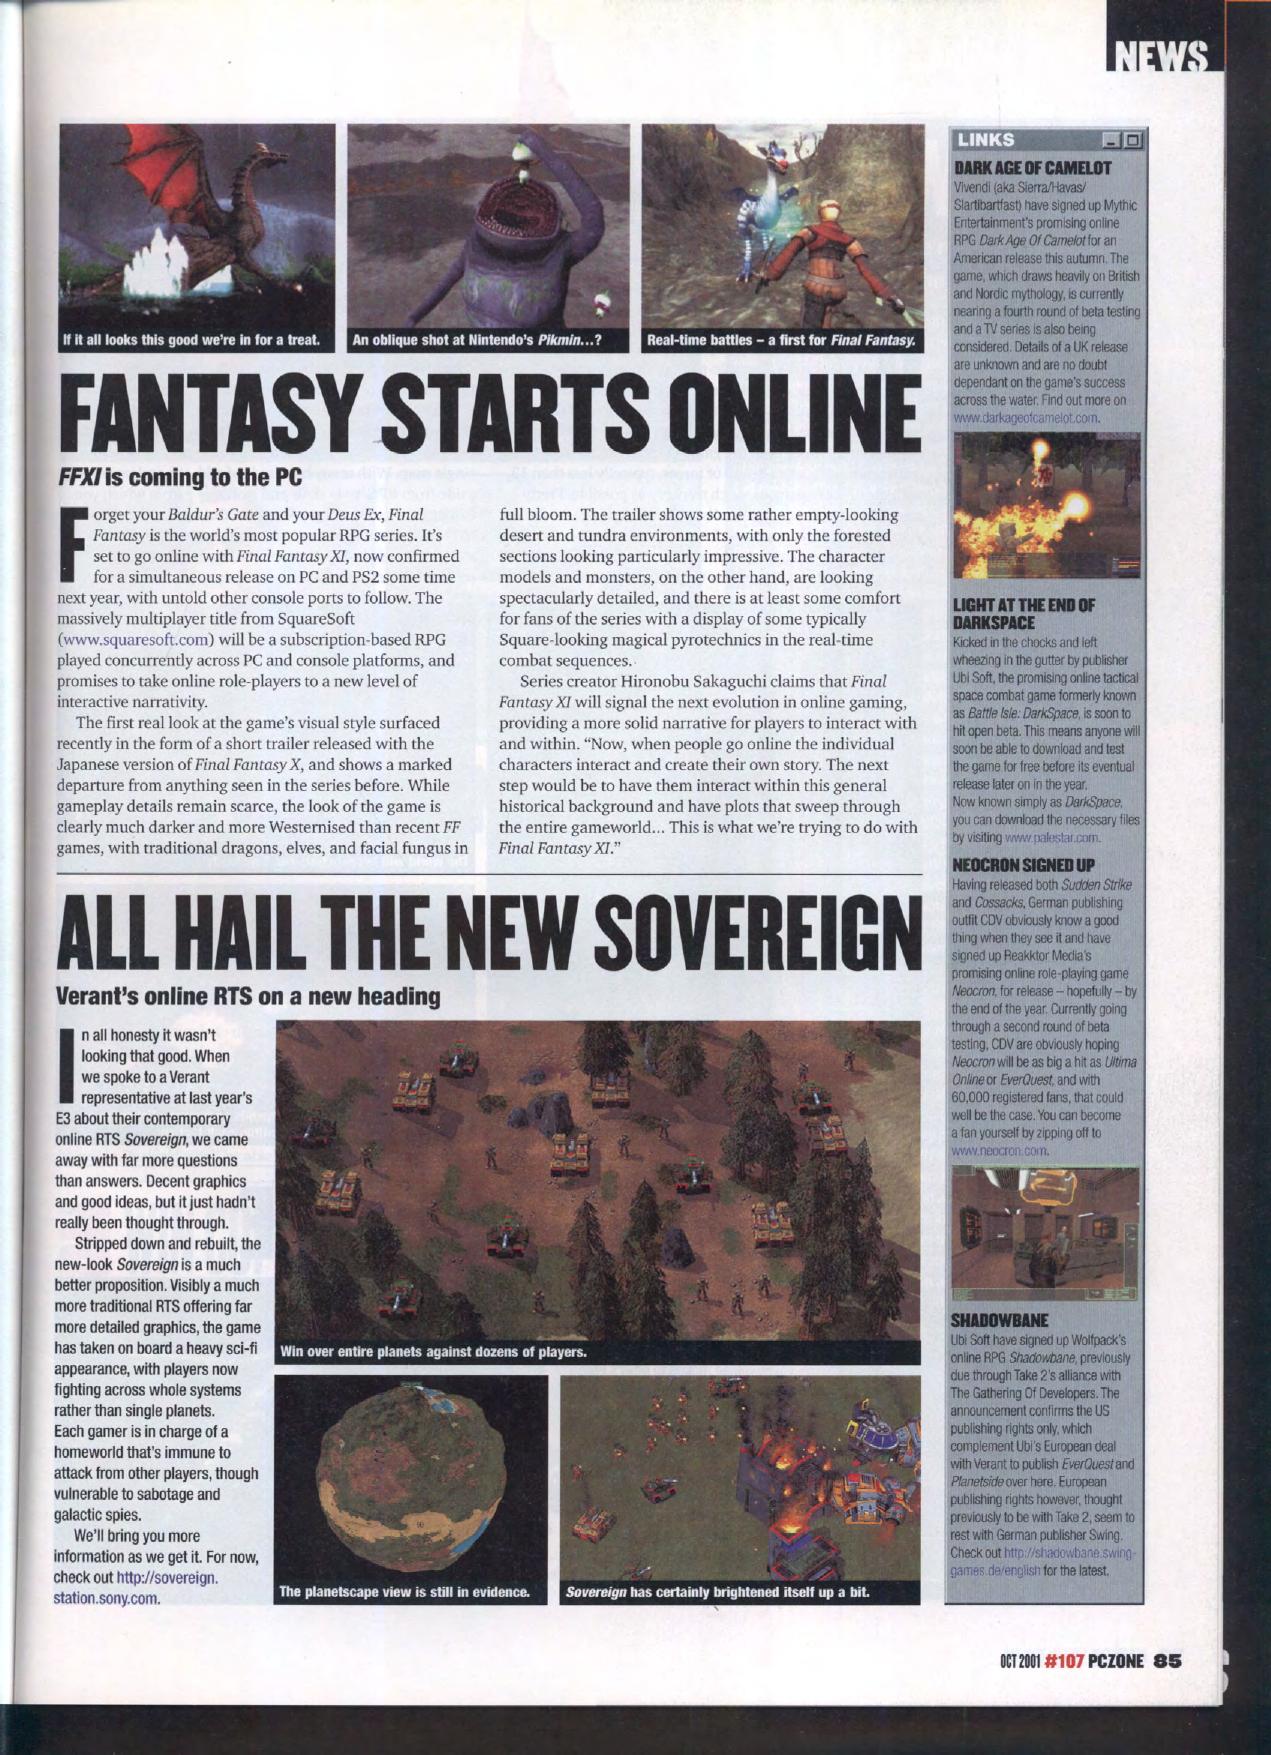 NEWS
If it all looks this good we're in for a treat.
An oblique shot at Nintendo's Pikmin...?
Real-time battles – a first for Final Fantasy.
FANTASY STARTS ONLINE
FFXI is coming to the PC
Forget your Baldur's Gate and your Deus Ex, Final
Fantasy is the world's most popular RPG series. It's
set to go online with Final Fantasy XI, now confirmed
for a simultaneous release on PC and PS2 some time
next year, with untold other console ports to follow. The
massively multiplayer title from SquareSoft
(www.squaresoft.com) will be a subscription-based RPG
played concurrently across PC and console platforms, and
promises to take online role-players to a new level of
interactive narrativity.
The first real look at the game's visual style surfaced
recently in the form of a short trailer released with the
Japanese version of Final Fantasy X, and shows a marked
departure from anything seen in the series before. While
gameplay details remain scarce, the look of the game is
clearly much darker and more Westernised than recent FF
games, with traditional dragons, elves, and facial fungus in
full bloom. The trailer shows some rather empty-looking
desert and tundra environments, with only the forested
sections looking particularly impressive. The character
models and monsters, on the other hand, are looking
spectacularly detailed, and there is at least some comfort
for fans of the series with a display of some typically
Square-looking magical pyrotechnics in the real-time
combat sequences.
Series creator Hironobu Sakaguchi claims that Final
Fantasy XI will signal the next evolution in online gaming,
providing a more solid narrative for players to interact with
and within. “Now, when people go online the individual
characters interact and create their own story. The next
step would be to have them interact within this general
historical background and have plots that sweep through
the entire gameworld... This is what we're trying to do with
Final Fantasy XI.”
ALL HAIL THE NEW SOVEREIGN
Verant's online RTS on a new heading
In all honesty it wasn't
looking that good. When
we spoke to a Verant
representative at last year's
E3 about their contemporary
online RTS Sovereign, we came
away with far more questions
than answers. Decent graphics
and good ideas, but it just hadn't
really been thought through.
Stripped down and rebuilt, the
new-look Sovereign is a much
better proposition. Visibly a much
more traditional RTS offering far
more detailed graphics, the game
has taken on board a heavy sci-fi
appearance, with players now
fighting across whole systems
rather than single planets.
Each gamer is in charge of a
homeworld that's immune to
attack from other players, though
vulnerable to sabotage and
galactic spies.
We'll bring you more
information as we get it. For now,
check out http://sovereign.
station.sony.com.
Win over entire planets against dozens of players.
The planetscape view is still in evidence.
Sovereign has certainly brightened itself up a bit.
LINKS
DARK AGE OF CAMELOT
Vivendi (aka Sierra/Havas/
Slartibartfast) have signed up Mythic
Entertainment's promising online
RPG Dark Age Of Camelot for an
American release this autumn. The
game, which draws heavily on British
and Nordic mythology, is currently
nearing a fourth round of beta testing
and a TV series is also being
considered. Details of a UK release
are unknown and are no doubt
dependant on the game's success
across the water. Find out more on
www.darkageofcamelot.com.
LIGHT AT THE END OF
DARKSPACE
Kicked in the chocks and left
wheezing in the gutter by publisher
Ubi Soft, the promising online tactical
space combat game formerly known
as Battle Isle: DarkSpace, is soon to
hit open beta. This means anyone will
soon be able to download and test
the game for free before its eventual
release later on in the year.
Now known simply as DarkSpace,
you can download the necessary files
by visiting www.palestar.com.
NEOCRON SIGNED UP
Having released both Sudden Strike
and Cossacks, German publishing
outfit CDV obviously know a good
thing when they see it and have
signed up Reakktor Media's
promising online role-playing game
Neocron, for release – hopefully – by
the end of the year. Currently going
through a second round of beta
testing, CDV are obviously hoping
Neocron will be as big a hit as Ultima
Online or EverQuest, and with
60,000 registered fans, that could
well be the case. You can become
a fan yourself by zipping off to
www.neocron.com.
SHADOWBANE
Ubi Soft have signed up Wolfpack's
online RPG Shadowbane, previously
due through Take 2's alliance with
The Gathering Of Developers. The
announcement confirms the US
publishing rights only, which
complement Ubi's European deal
with Verant to publish EverQuest and
Planetside over here. European
publishing rights however, thought
previously to be with Take 2, seem to
rest with German publisher Swing.
Check out http://shadowbane.swing-
games.de/english for the latest.
OCT 2001 #107 PCZONE 85